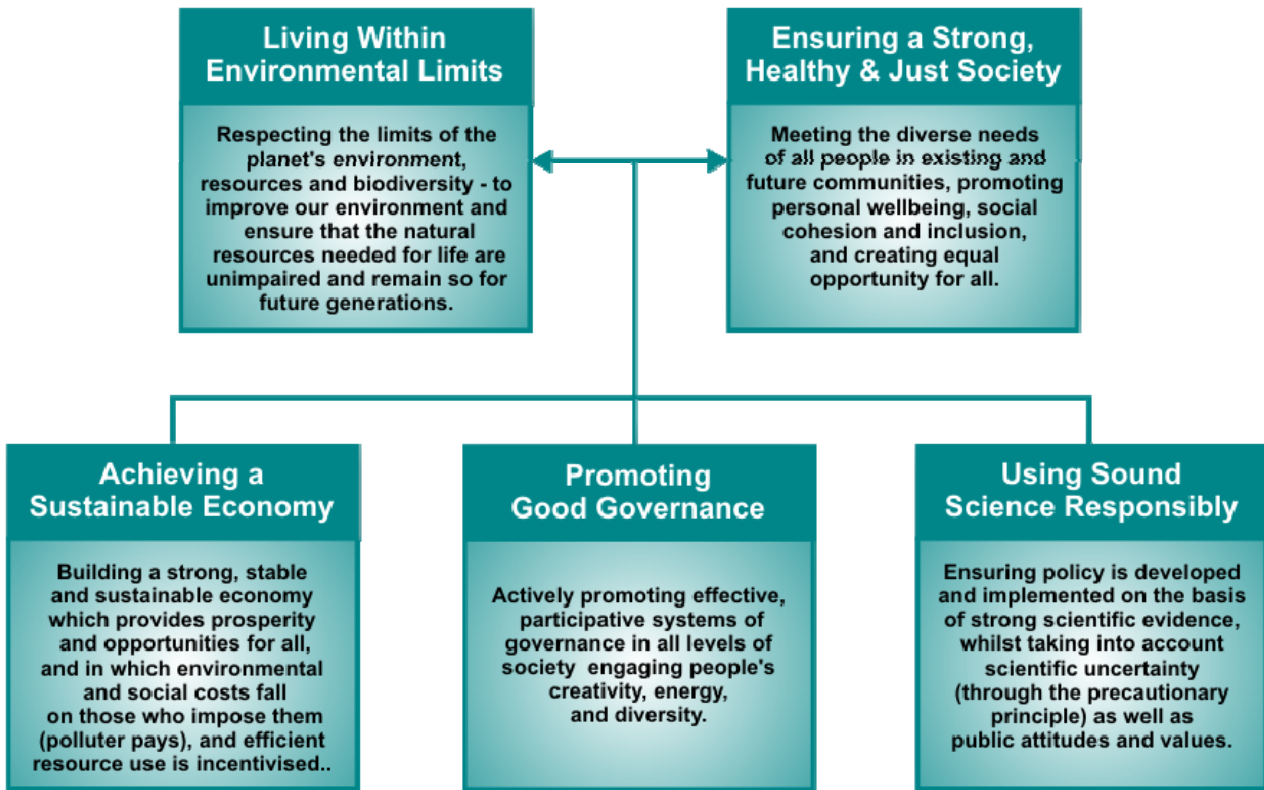 Living Within
Environmental Limits
Respecting the limits of the
planet's environment,
resources and biodiversity - to
improve our environment and
ensure that the natural
resources needed for life are
unimpaired and remain so for
future generations.
Ensuring a Strong,
Healthy & Just Society
Meeting the diverse needs
of all people in existing and
future communities, promoting
personal wellbeing, social
cohesion and inclusion,
and creating equal
opportunity for all.
Achieving a
Sustainable Economy
Building a strong, stable
and sustainable economy
which provides prosperity
and opportunities for all,
and in which environmental
and social costs fall
on those who impose them
(polluter pays), and efficient
resource use is incentivised..
Promoting
Good Governance
Actively promoting effective,
participative systems of
governance in all levels of
society engaging people's
creativity, energy,
and diversity.
Using Sound
Science Responsibly
Ensuring policy is developed
and implemented on the basis
of strong scientific evidence,
whilst taking into account
scientific uncertainty
(through the precautionary
principle) as well as
public attitudes and values.